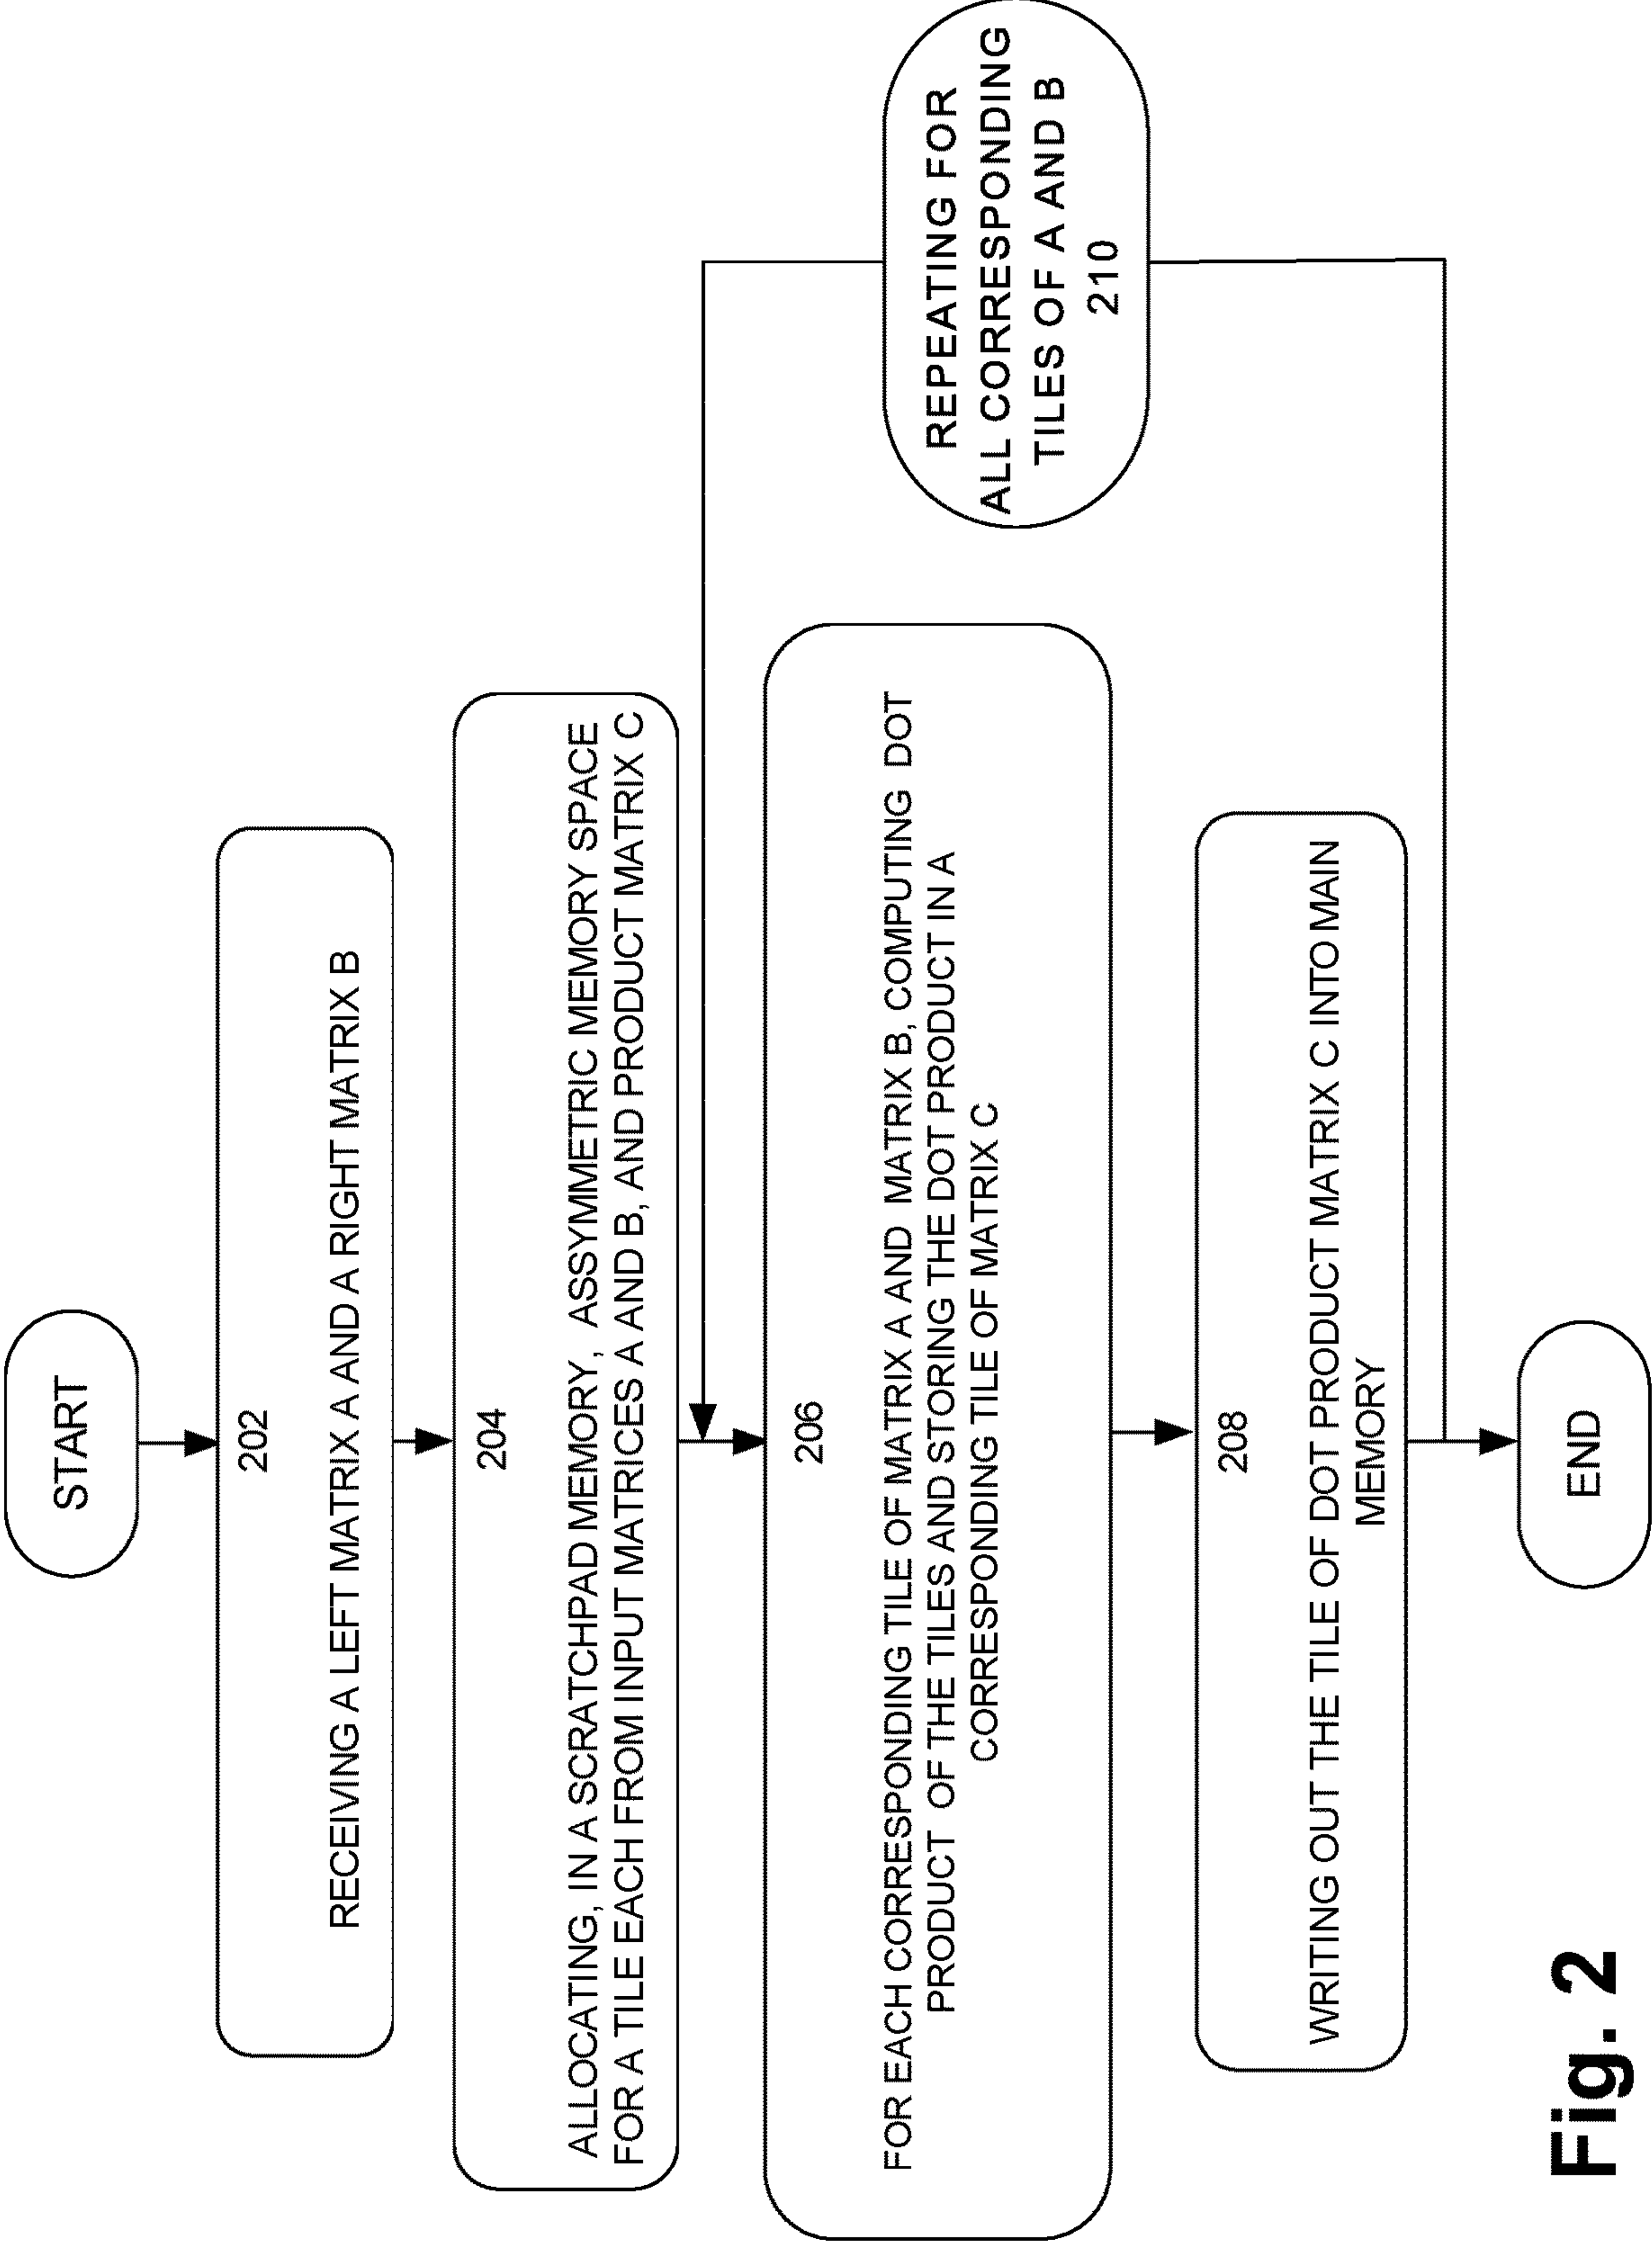 START
202
RECEIVING A LEFT MATRIX A AND A RIGHT MATRIX B
204
ALLOCATING, IN A SCRATCHPAD MEMORY, ASSYMETRIC MEMORY SPACE
FOR A TILE EACH FROM INPUT MATRICES A AND B, AND PRODUCT MATRIX C
206
FOR EACH CORRESPONDING TILE OF MATRIX A AND MATRIX B, COMPUTING DOT
PRODUCT OF THE TILES AND STORING THE DOT PRODUCT IN A
CORRESPONDING TILE OF MATRIX C
REPEATING FOR
ALL CORRESPONDING
TILES OF A AND B
210
208
WRITING OUT THE TILE OF DOT PRODUCT MATRIX C INTO MAIN
MEMORY
END
Fig. 2